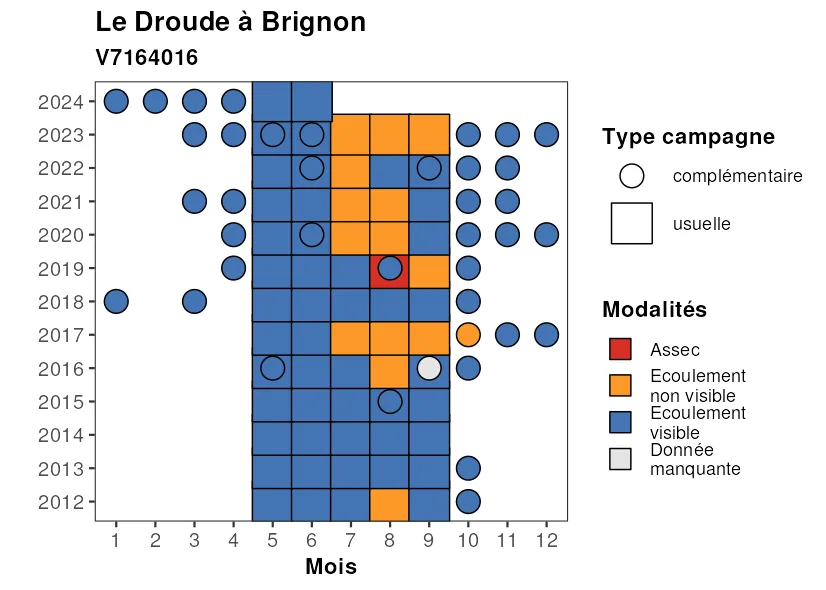 Le Droude à Brignon
V7164016
2024
2023
2022
2021
2020
2019
2018
2017
2016
2015
2014
2013
2012
1 2 3 4 5 6 7 8 9 10 11 12
Mois
Type campagne
complémentaire
usuelle
Modalités
Assec
Ecoulement
non visible
Ecoulement
visible
Donnée
manquante